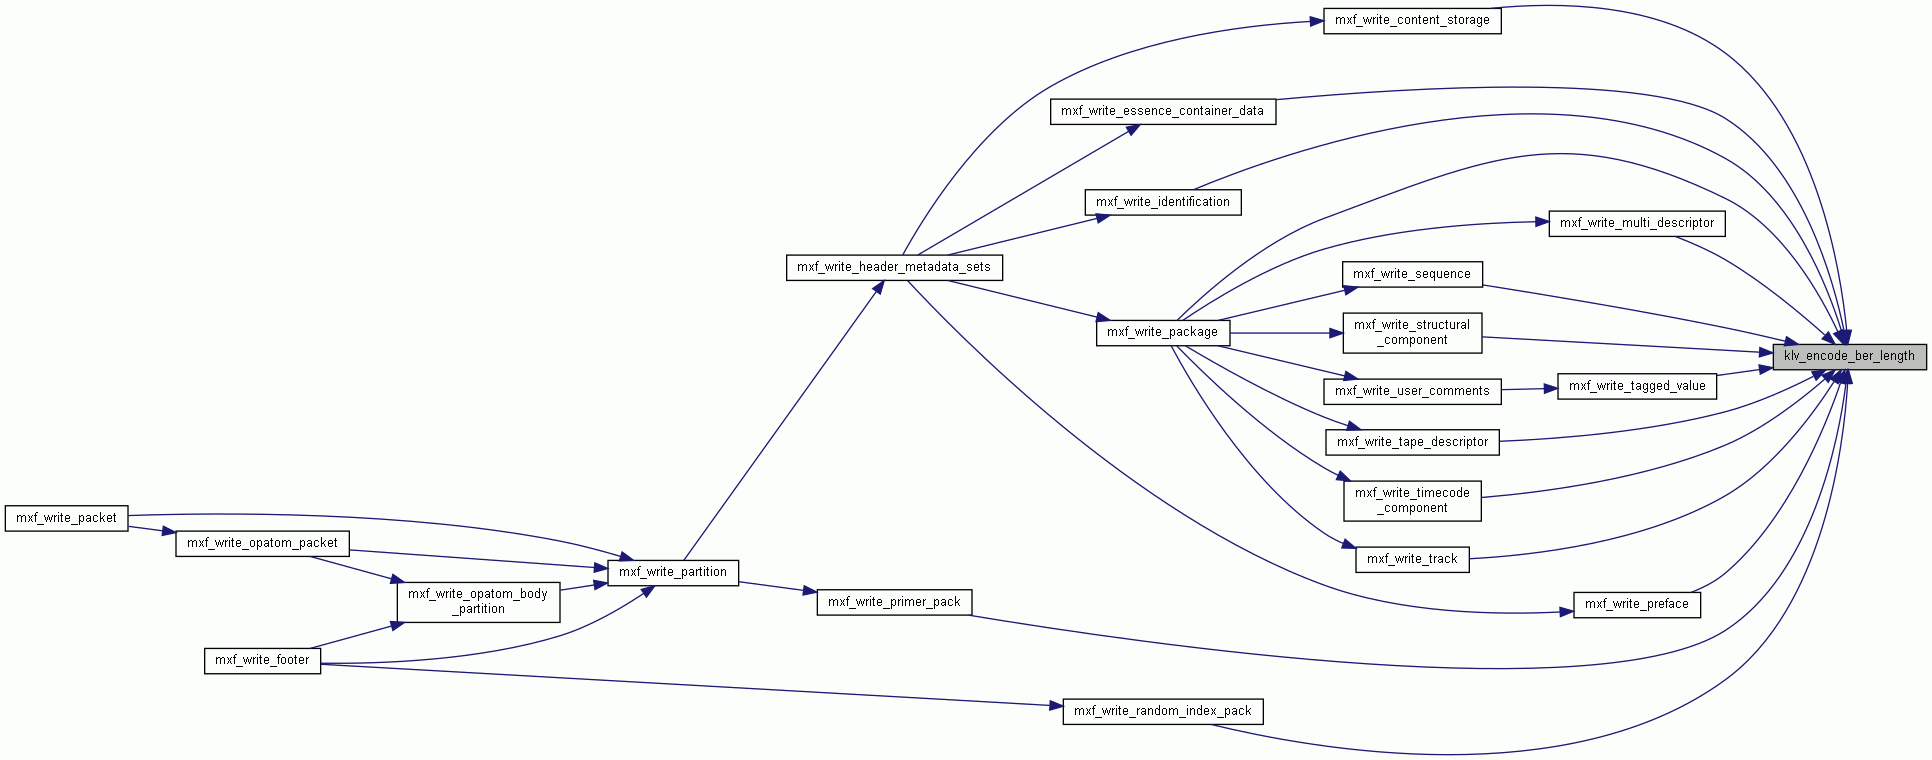 mxf_write_content_storage
mxf_write_essence_container_data
mxf_write_identification
mxf_write_multi_descriptor
mxf_write_header_metadata_sets
mxf_write_sequence
mxf_write_package
mxf_write_structural
_component
klv_encode_ber_length
mxf_write_tagged_value
mxf_write_user_comments
mxf_write_tape_descriptor
mxf_write_timecode
_component
mxf_write_packet
mxf_write_opatom_packet
mxf_write_track
mxf_write_partition
mxf_write_opatom_body
_partition
mxf_write_primer_pack
mxf_write_preface
mxf_write_footer
mxf_write_random_index_pack